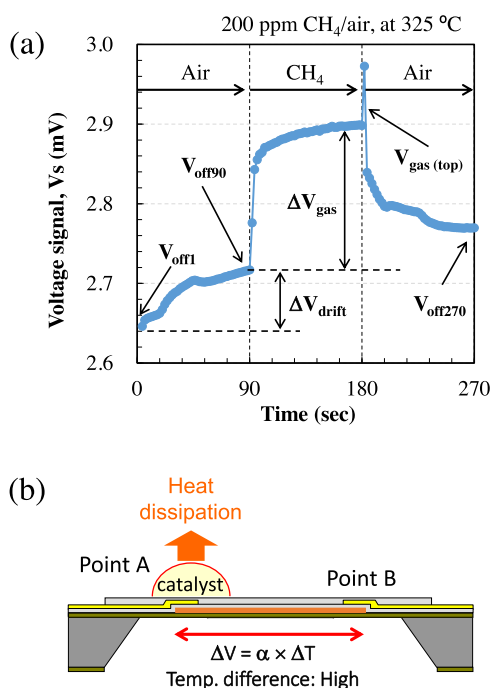 200 ppm CH4/air, at 325 ºC
(a)
3.0
2.9
2.8
2.7
2.6
Voltage signal, Vs (mV)
Air
CH4
Air
Voff90
Voff1
ΔVgas
ΔVdrift
Vgas (top)
Voff270
0
90
180
270
Time (sec)
(b)
Heat
dissipation
Point A
catalyst
Point B
ΔV = α × ΔT
Temp. difference: High